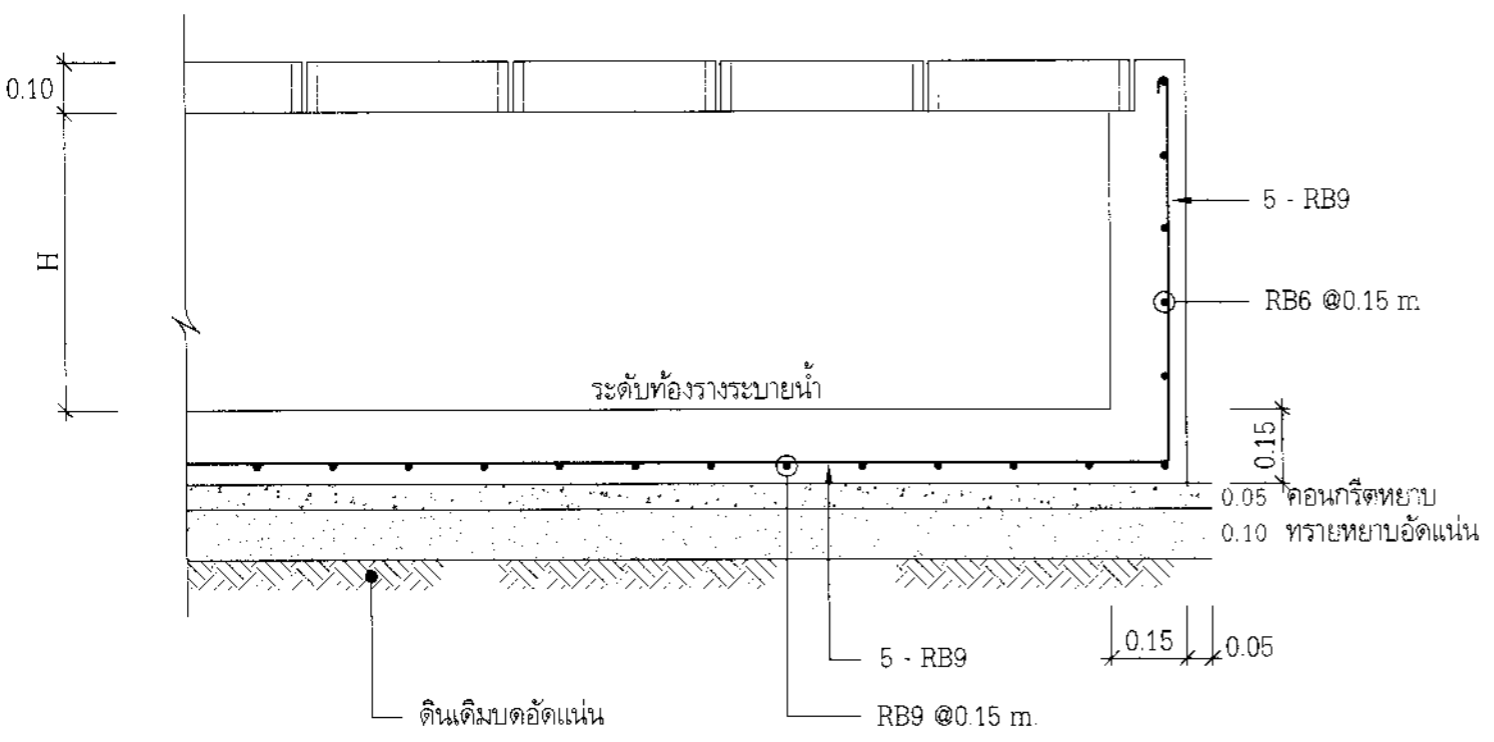 0.10
5 - RB9
H
RB6 @0.15 m.
ระดับท้องรางระบายน้ำ
0.15
0.05 คอนกรีตหยาบ
0.10 ทรายหยาบอัดแน่น
0.15
0.05
5 - RB9
ดินเดิมบดอัดแน่น
RB9 @0.15 m.